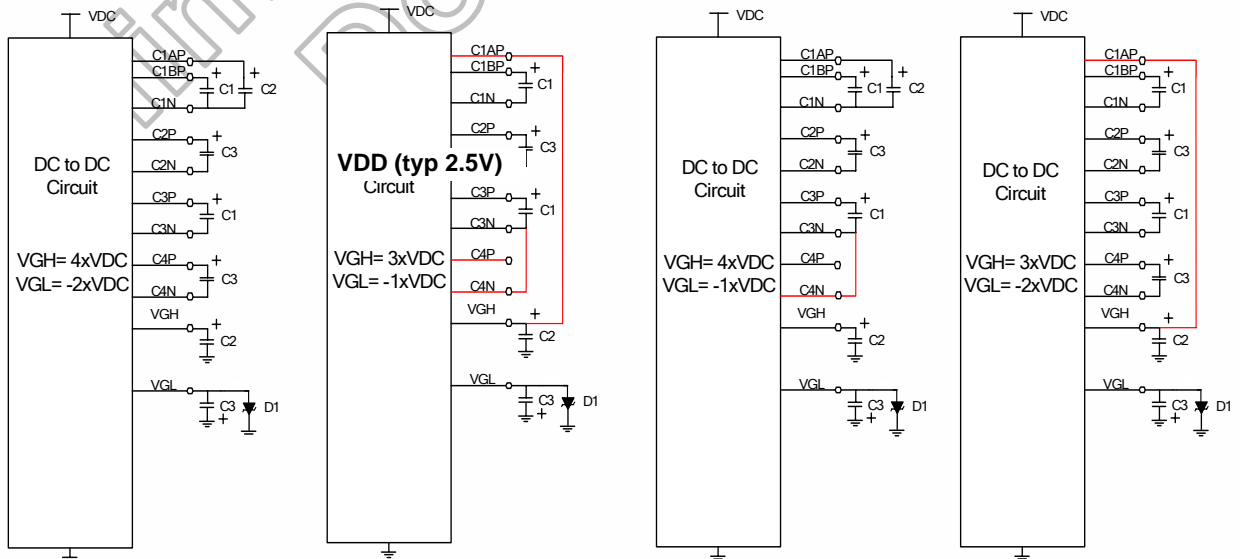 VDC
C1AP
C1BP
+
C1
+
C2
C1N
C2P
+
C3
C2N
DC to DC
Circuit
C3P
+
C1
C3N
VGH= 4xVDC
VGL= -2xVDC
C4P
+
C3
C4N
VGH
+
C2
VGL
C3
+
D1
VDC
C1AP
C1BP
+
C1
C1N
C2P
+
C3
VDD (typ 2.5V)
Circuit
C3P
+
C1
C3N
VGH= 3xVDC
VGL= -1xVDC
C4P
C4N
VGH
+
C2
VGL
C3
+
D1
VDC
C1AP
C1BP
+
C1
+
C2
C1N
C2P
+
C3
C2N
DC to DC
Circuit
C3P
+
C1
C3N
VGH= 4xVDC
VGL= -1xVDC
C4P
C4N
VGH
+
C2
VGL
C3
+
D1
VDC
C1AP
C1BP
+
C1
C1N
C2P
+
C3
C2N
DC to DC
Circuit
C3P
+
C1
C3N
VGH= 3xVDC
VGL= -2xVDC
C4P
+
C3
C4N
VGH
+
C2
VGL
C3
+
D1